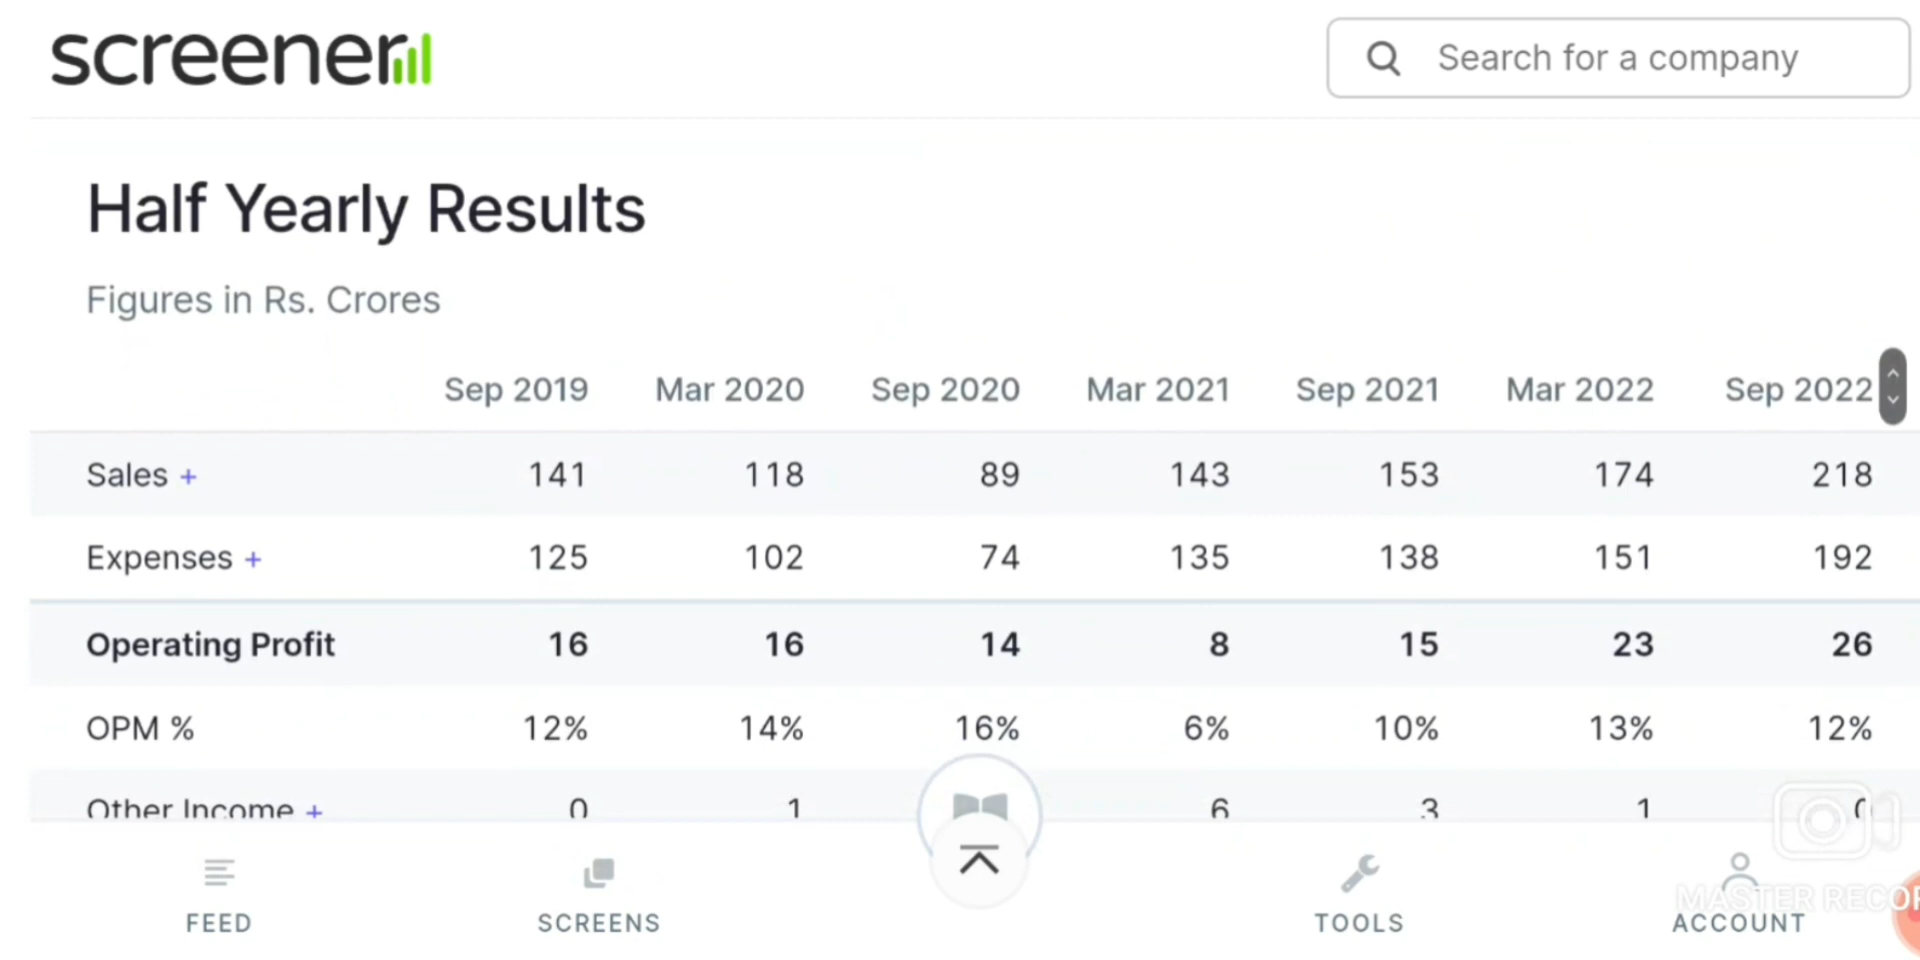 screener
Search for a company
Half Yearly Results
Figures in Rs. Crores
Sep 2019 Mar 2020 Sep 2020 Mar 2021 Sep 2021 Mar 2022 Sep 2022
Sales + 141 118 89 143 153 174 218
Expenses + 125 102 74 135 138 151 192
Operating Profit 16 16 14 8 15 23 26
OPM % 12% 14% 16% 6% 10% 13% 12%
Other Income + 0 1 6 3 1 0
FEED SCREENS TOOLS ACCOUNT
MASTER